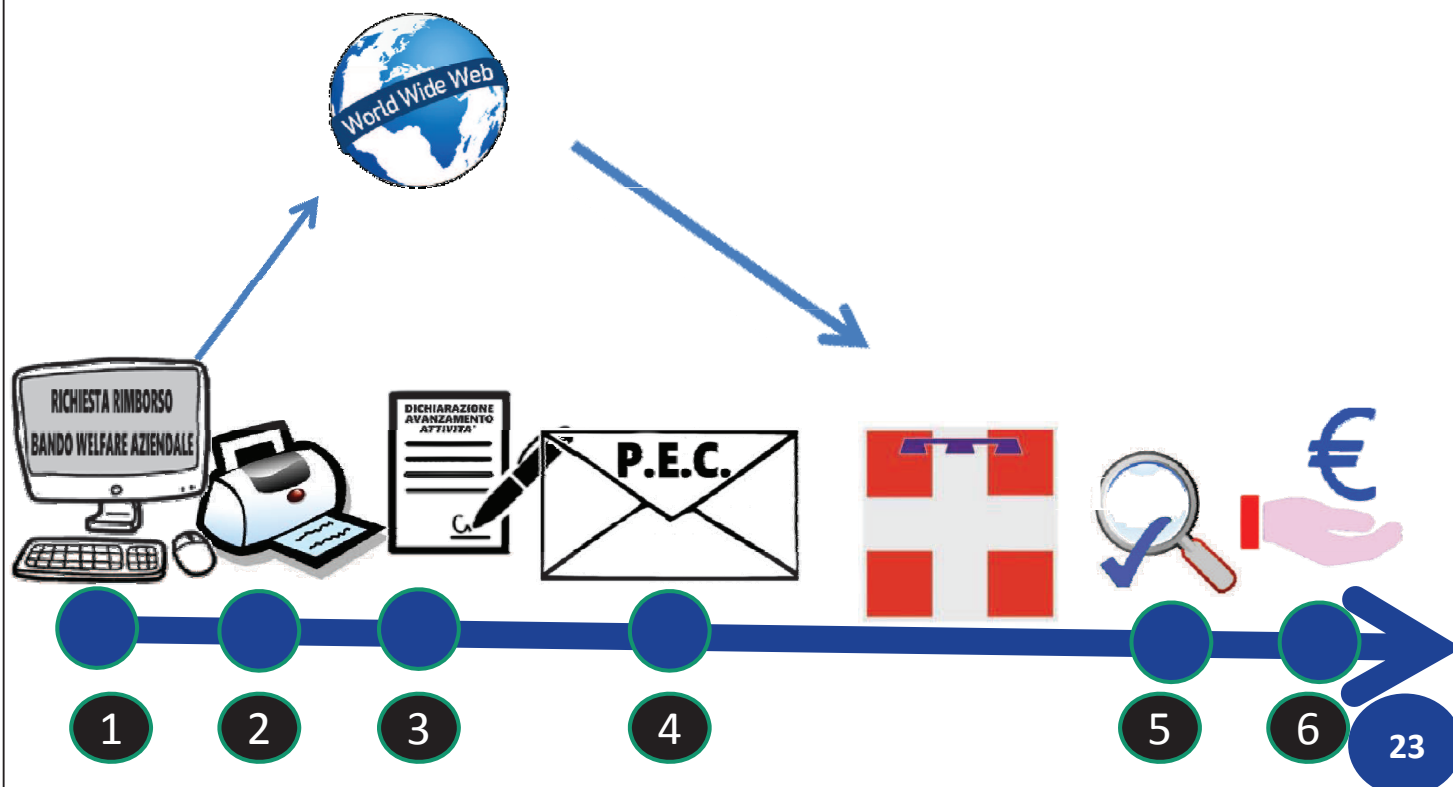 World Wide Web
RICHIESTA RIMBORSO
BANDO WELFARE AZIENDALE
DICHIARAZIONE
AVANZAMENTO
ATTIVITA'
P.E.C.
€
1
2
3
4
5
6
23